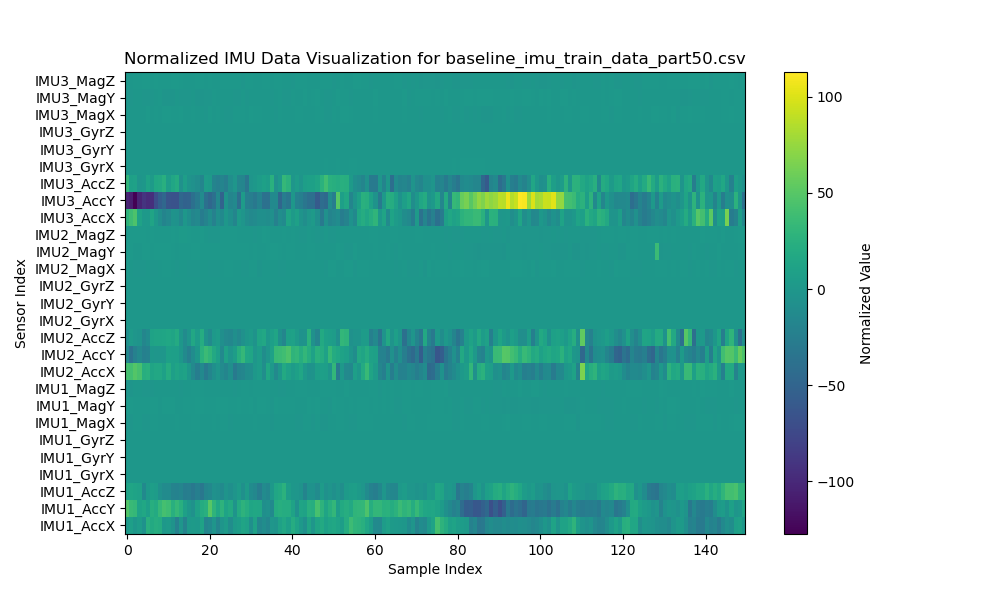 Normalized IMU Data Visualization for baseline_imu_train_data_part50.csv
IMU3_MagZ
IMU3_MagY
IMU3_MagX
IMU3_GyrZ
IMU3_GyrY
IMU3_GyrX
IMU3_AccZ
IMU3_AccY
IMU3_AccX
IMU2_MagZ
IMU2_MagY
IMU2_MagX
IMU2_GyrZ
IMU2_GyrY
IMU2_GyrX
IMU2_AccZ
IMU2_AccY
IMU2_AccX
IMU1_MagZ
IMU1_MagY
IMU1_MagX
IMU1_GyrZ
IMU1_GyrY
IMU1_GyrX
IMU1_AccZ
IMU1_AccY
IMU1_AccX
Sensor Index
0 20 40 60 80 100 120 140
Sample Index
100
50
0
−50
−100
Normalized Value